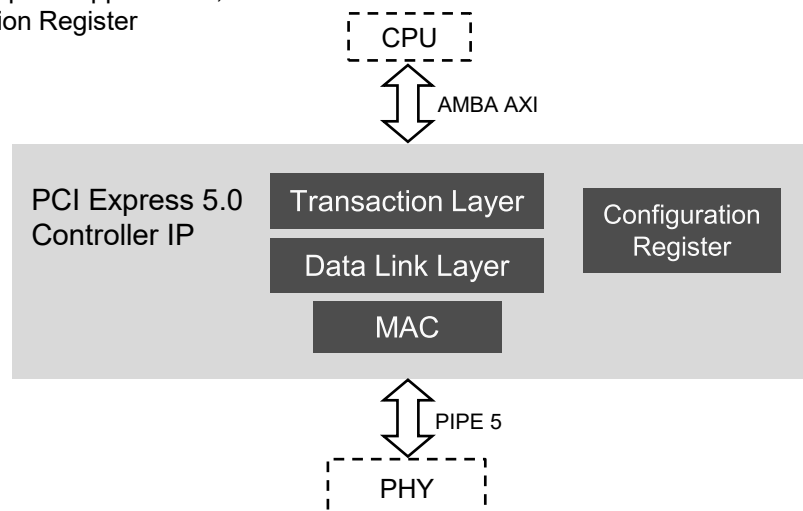 ion Register
CPU
AMBA AXI
PCI Express 5.0
Controller IP
Transaction Layer
Data Link Layer
MAC
Configuration
Register
PIPE 5
PHY